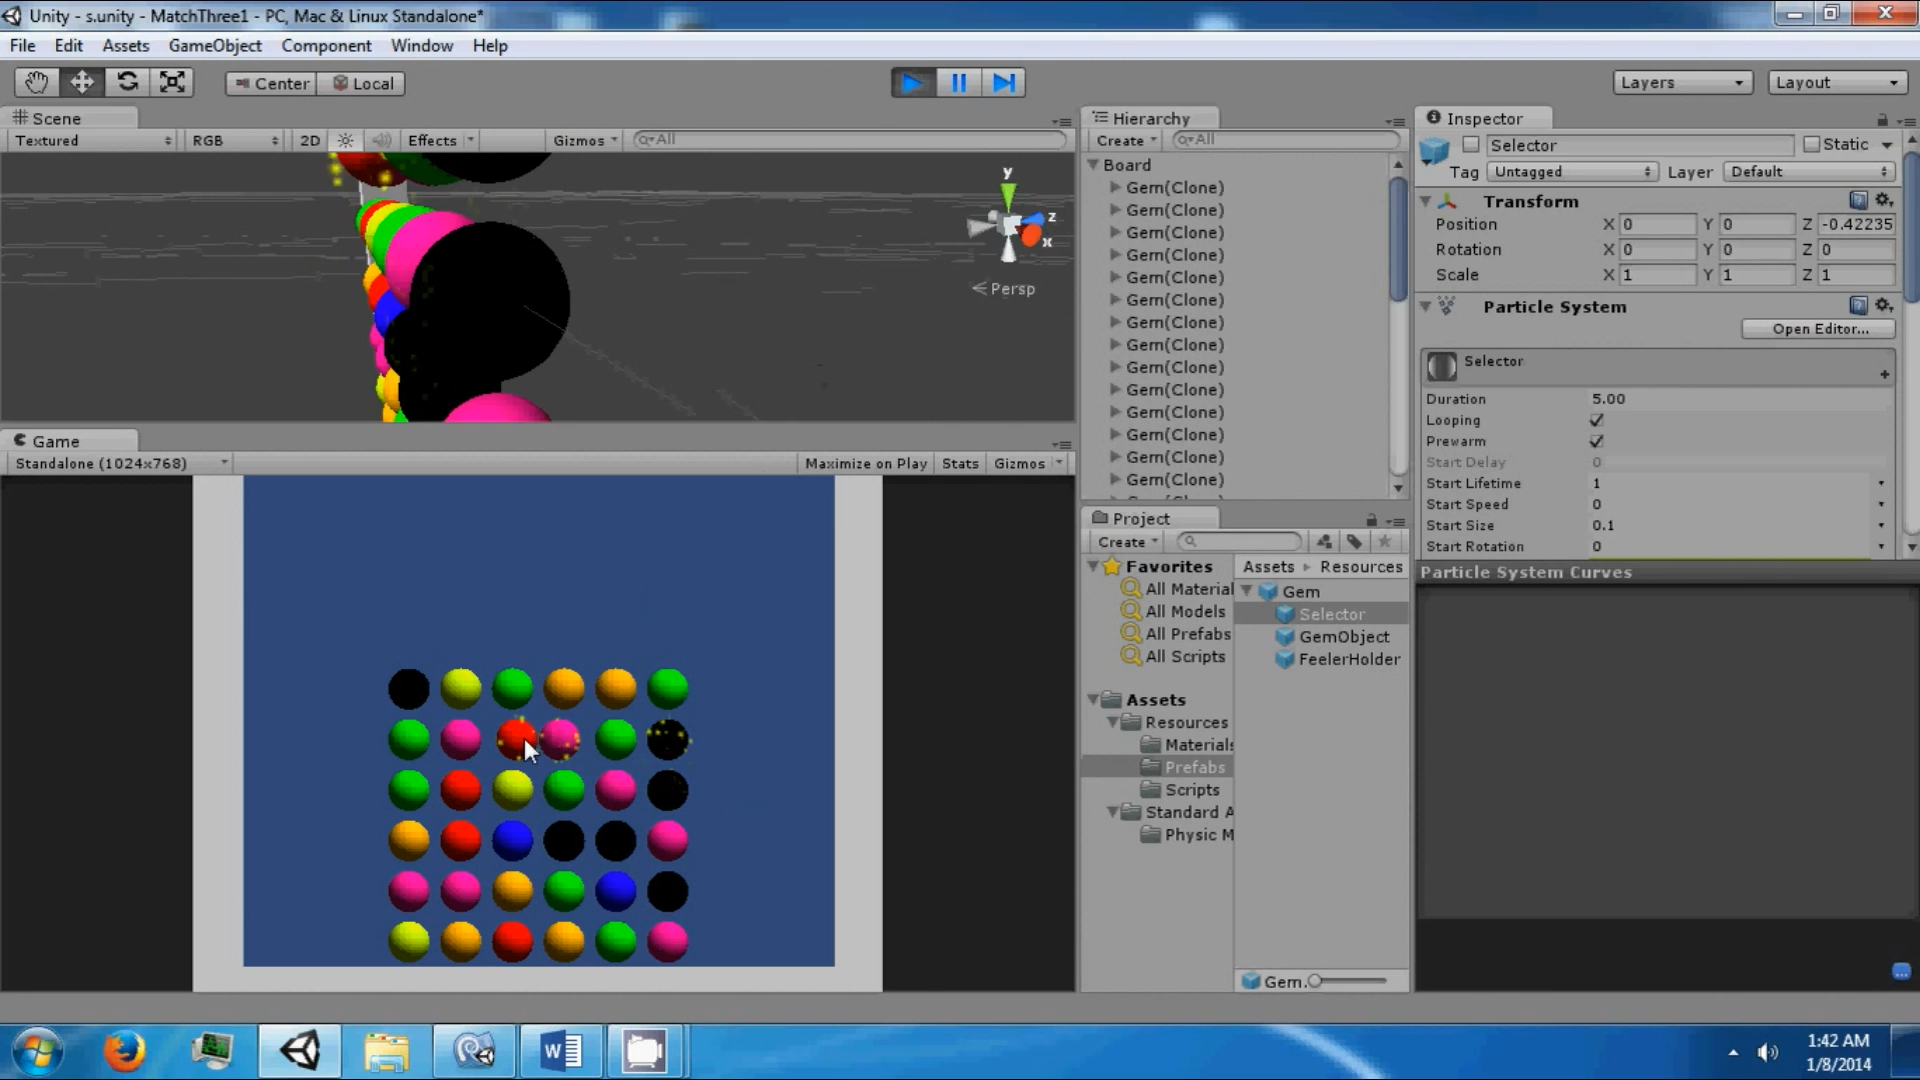 Unity - s.unity - MatchThree1 - PC, Mac & Linux Standalone*
File Edit Assets GameObject Component Window Help
Center Local Layers Layout
Scene
Textured RGB 2D Effects Gizmos All
y
z
x
Persp
Game
Standalone (1024x768) Maximize on Play Stats Gizmos
Hierarchy
Create All
Board
Gem(Clone)
Gem(Clone)
Gem(Clone)
Gem(Clone)
Gem(Clone)
Gem(Clone)
Gem(Clone)
Gem(Clone)
Gem(Clone)
Gem(Clone)
Gem(Clone)
Gem(Clone)
Gem(Clone)
Gem(Clone)
Project
Create
Favorites
All Material
All Models
All Prefabs
All Scripts
Assets
Resources
Materials
Prefabs
Scripts
Standard A
Physic M
Assets Resources
Gem
Selector
GemObject
FeelerHolder
Gem.
Inspector
Selector Static
Tag Untagged Layer Default
Transform
Position X 0 Y 0 Z -0.42235
Rotation X 0 Y 0 Z 0
Scale X 1 Y 1 Z 1
Particle System
Open Editor...
Selector
Duration 5.00
Looping
Prewarm
Start Delay 0
Start Lifetime 1
Start Speed 0
Start Size 0.1
Start Rotation 0
Particle System Curves
1:42 AM
1/8/2014